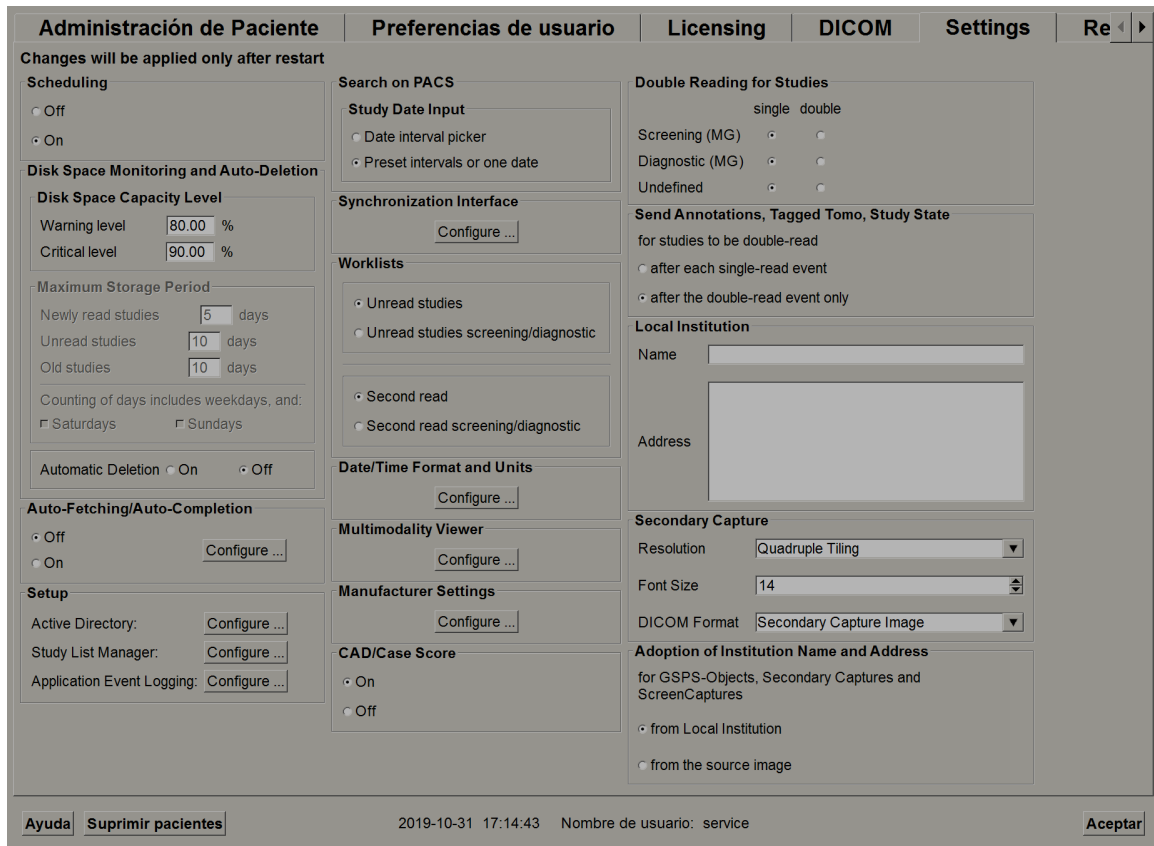 Administración de Paciente Preferencias de usuario Licensing DICOM Settings Re
Changes will be applied only after restart
Scheduling
Off
On
Disk Space Monitoring and Auto-Deletion
Disk Space Capacity Level
Warning level 80.00 %
Critical level 90.00 %
Maximum Storage Period
Newly read studies 5 days
Unread studies 10 days
Old studies 10 days
Counting of days includes weekdays, and:
Saturdays Sundays
Automatic Deletion On Off
Auto-Fetching/Auto-Completion
Off
On
Configure ...
Setup
Active Directory: Configure ...
Study List Manager: Configure ...
Application Event Logging: Configure ...
Search on PACS
Study Date Input
Date interval picker
Preset intervals or one date
Synchronization Interface
Configure ...
Worklists
Unread studies
Unread studies screening/diagnostic
Second read
Second read screening/diagnostic
Date/Time Format and Units
Configure ...
Multimodality Viewer
Configure ...
Manufacturer Settings
Configure ...
CAD/Case Score
On
Off
Double Reading for Studies
single double
Screening (MG)
Diagnostic (MG)
Undefined
Send Annotations, Tagged Tomo, Study State
for studies to be double-read
after each single-read event
after the double-read event only
Local Institution
Name
Address
Secondary Capture
Resolution Quadruple Tiling
Font Size 14
DICOM Format Secondary Capture Image
Adoption of Institution Name and Address
for GSPS-Objects, Secondary Captures and
ScreenCaptures
from Local Institution
from the source image
Ayuda Suprimir pacientes 2019-10-31 17:14:43 Nombre de usuario: service Aceptar